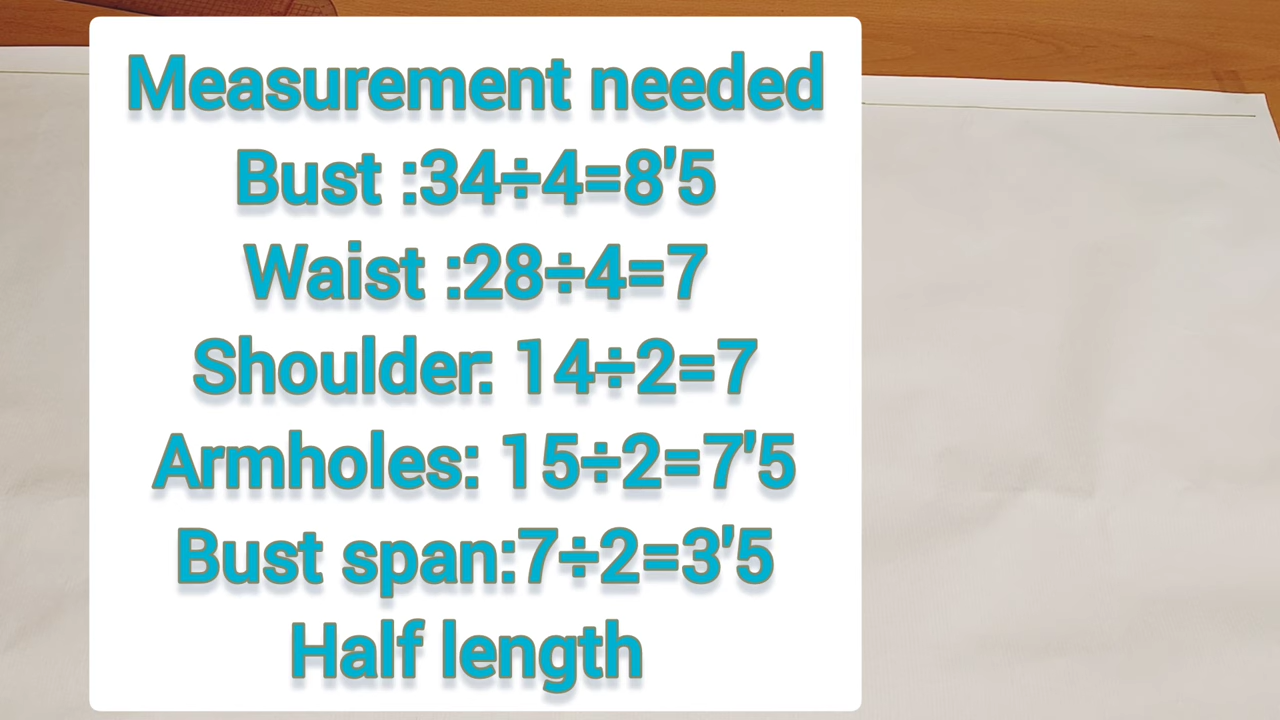 Measurement needed
Bust :34÷4=8'5
Waist :28÷4=7
Shoulder: 14÷2=7
Armholes: 15÷2=7'5
Bust span:7÷2=3'5
Half length